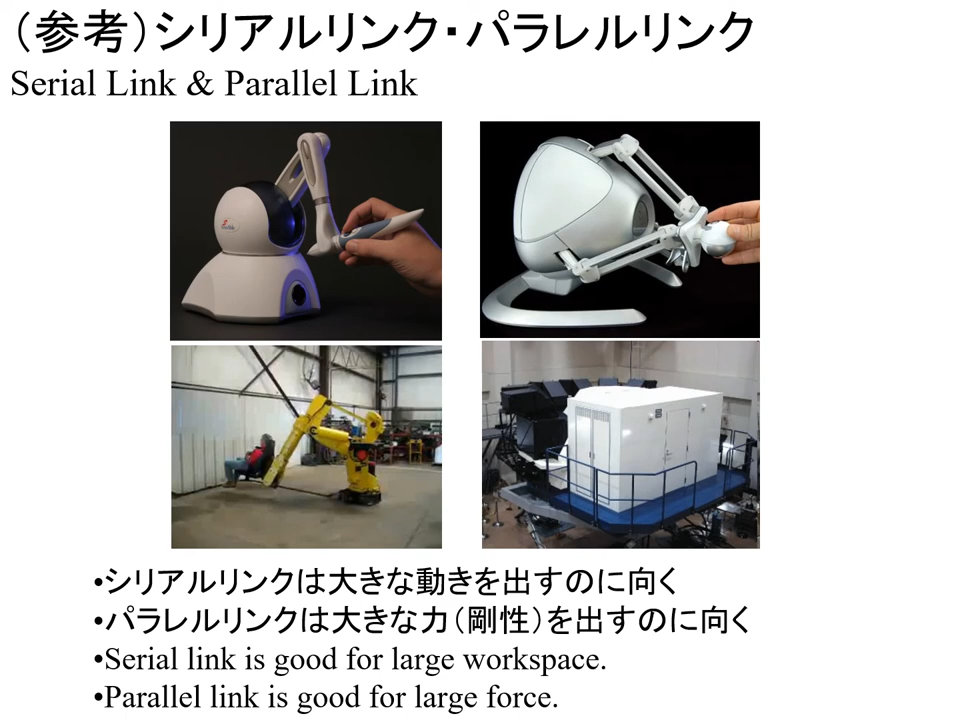 （参考）シリアルリンク・パラレルリンク
Serial Link & Parallel Link
•シリアルリンクは大きな動きを出すのに向く
•パラレルリンクは大きな力（剛性）を出すのに向く
•Serial link is good for large workspace.
•Parallel link is good for large force.